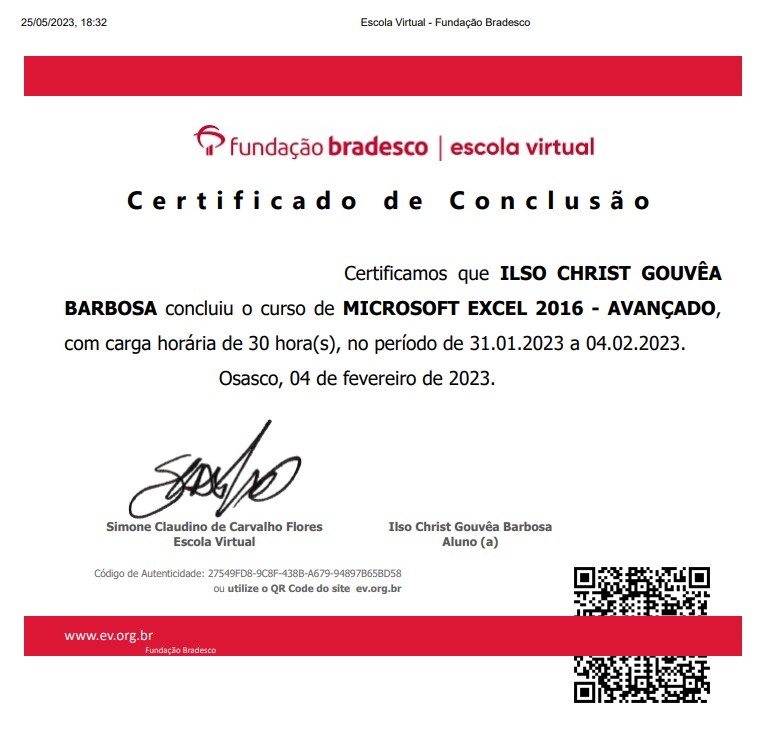 25/05/2023, 18:32 Escola Virtual - Fundação Bradesco
fundação bradesco | escola virtual
Certificado de Conclusão
Certificamos que ILSO CHRIST GOUVÊA
BARBOSA concluiu o curso de MICROSOFT EXCEL 2016 - AVANÇADO,
com carga horária de 30 hora(s), no período de 31.01.2023 a 04.02.2023.
Osasco, 04 de fevereiro de 2023.
Simone Claudino de Carvalho Flores Ilso Christ Gouvêa Barbosa
Escola Virtual Aluno (a)
Código de Autenticidade: 27549FD8-9C8F-438B-A679-94897B65BD58
ou utilize o QR Code do site ev.org.br
www.ev.org.br
Fundação Bradesco